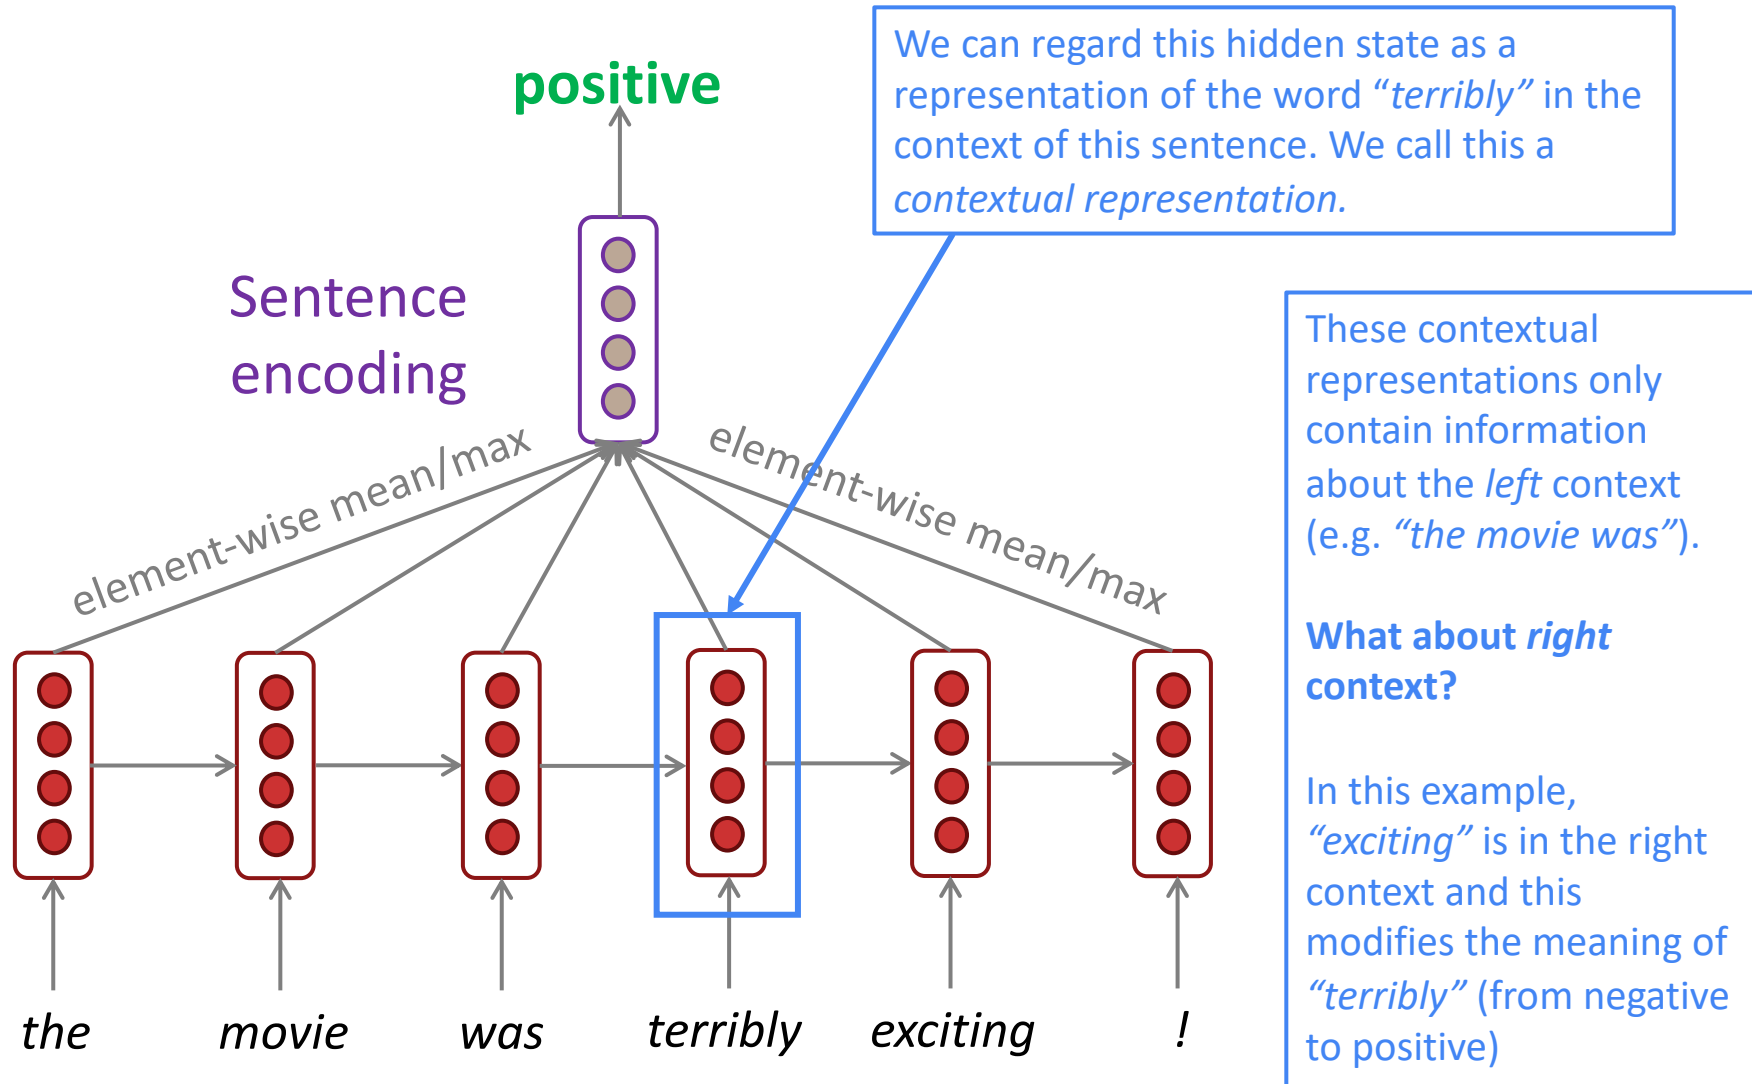 We can regard this hidden state as a
representation of the word “terribly” in the
context of this sentence. We call this a
contextual representation.
positive
Sentence
encoding
element-wise mean/max
element-wise mean/max
These contextual
representations only
contain information
about the left context
(e.g. “the movie was”).
What about right
context?
In this example,
“exciting” is in the right
context and this
modifies the meaning of
“terribly” (from negative
to positive)
the movie was terribly exciting !